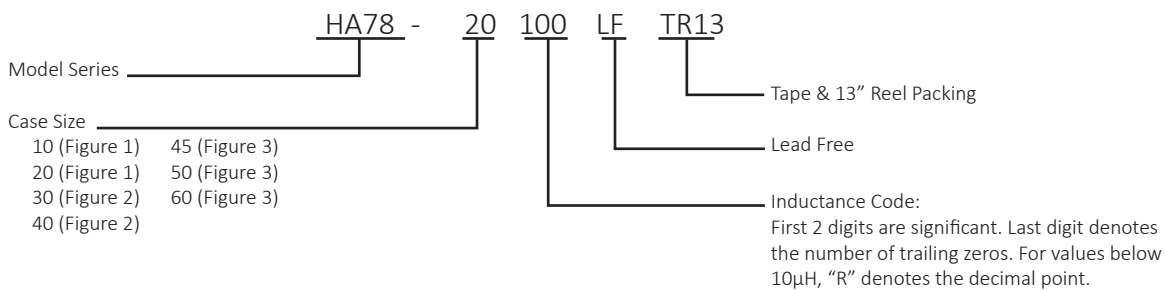 HA78 - 20 100 LF TR13
Model Series
Tape & 13” Reel Packing
Case Size
10 (Figure 1) 45 (Figure 3)
20 (Figure 1) 50 (Figure 3)
30 (Figure 2) 60 (Figure 3)
40 (Figure 2)
Lead Free
Inductance Code:
First 2 digits are significant. Last digit denotes
the number of trailing zeros. For values below
10µH, “R” denotes the decimal point.